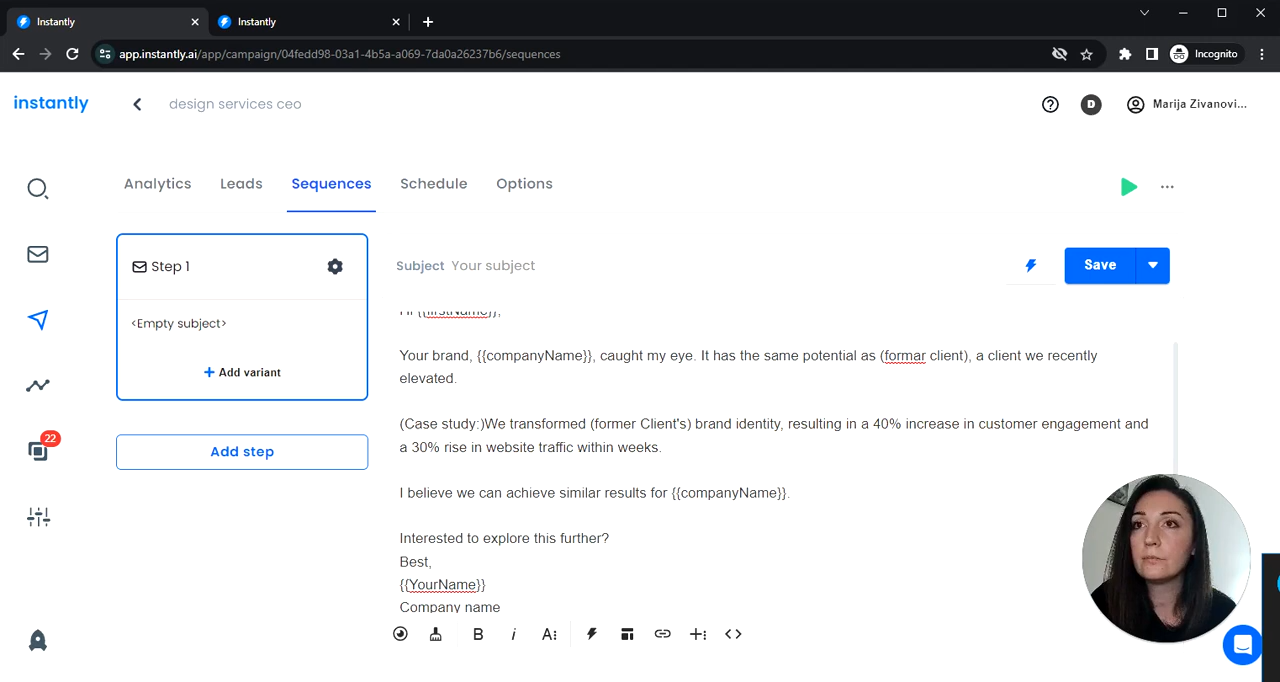 Instantly
Instantly
app.instantly.ai/app/campaign/04fedd98-03a1-4b5a-a069-7da0a26237b6/sequences
Incognito
instantly
design services ceo
D
Marija Zivanovi...
Analytics
Leads
Sequences
Schedule
Options
Step 1
Subject Your subject
Save
<Empty subject>
Add variant
Add step
22
Hi {{firstName}},
Your brand, {{companyName}}, caught my eye. It has the same potential as (formar client), a client we recently
elevated.
(Case study:)We transformed (former Client's) brand identity, resulting in a 40% increase in customer engagement and
a 30% rise in website traffic within weeks.
I believe we can achieve similar results for {{companyName}}.
Interested to explore this further?
Best,
{{YourName}}
Company name
B
i
A